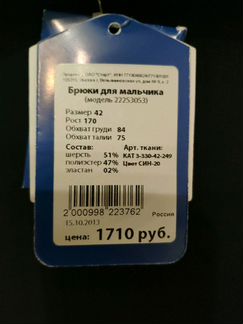 Брюки для мальчика
(модель 22253053)
Размер 42
Рост 170
Обхват груди 84
Обхват талии 75
Состав: Арт. ткани:
шерсть 51% КАТ 3-330-42-249
полиэстер 47% Цвет СИН-20
эластан 02%
2 000998 223762
Россия
15.10.2013
цена: 1710 руб.